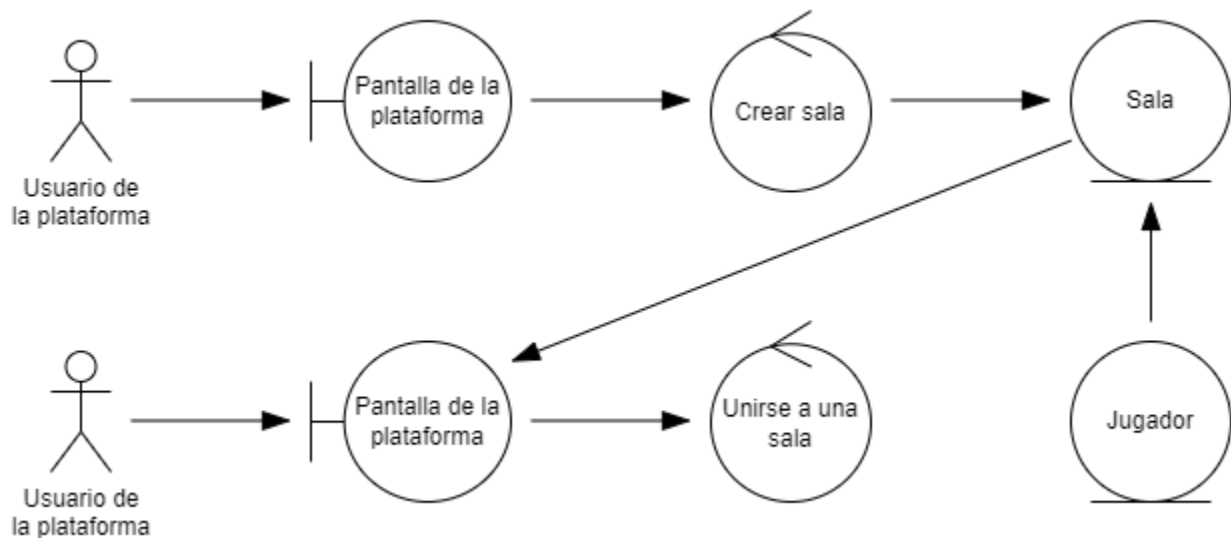 Pantalla de la
plataforma
Crear sala
Sala
Usuario de
la plataforma
Pantalla de la
plataforma
Unirse a una
sala
Jugador
Usuario de
la plataforma